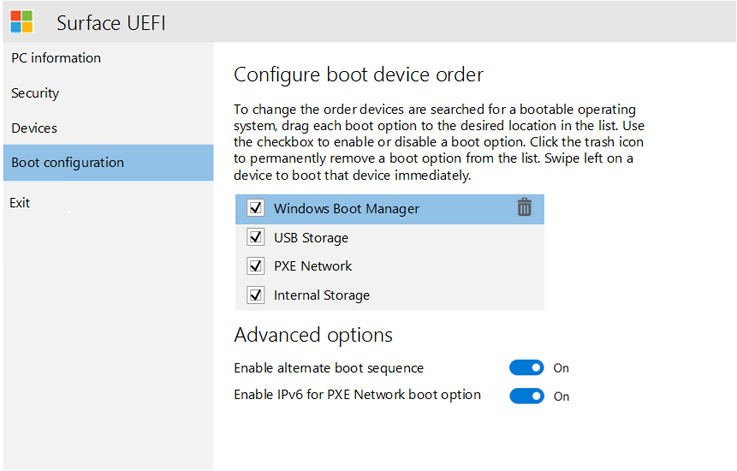 Surface UEFI
PC information
Security
Devices
Boot configuration
Exit
Configure boot device order
To change the order devices are searched for a bootable operating
system, drag each boot option to the desired location in the list. Use
the checkbox to enable or disable a boot option. Click the trash icon
to permanently remove a boot option from the list. Swipe left on a
device to boot that device immediately.
Windows Boot Manager
USB Storage
PXE Network
Internal Storage
Advanced options
Enable alternate boot sequence On
Enable IPv6 for PXE Network boot option On